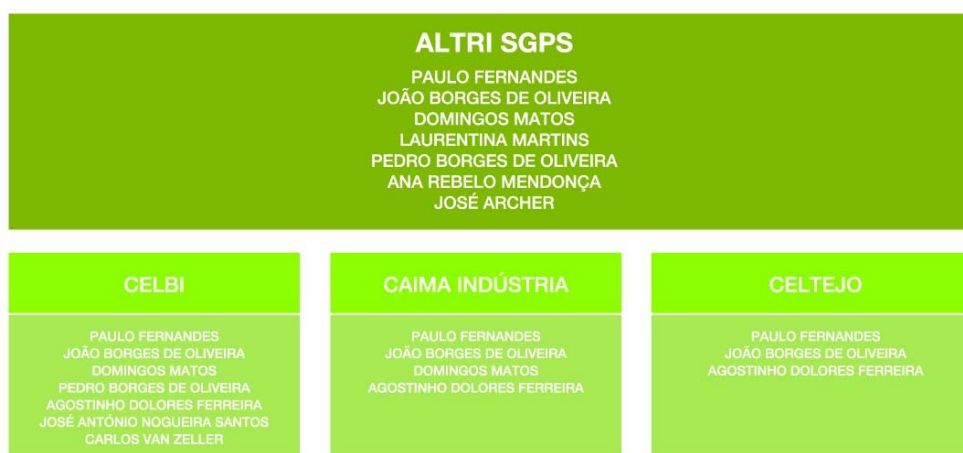 ALTRI SGPS
PAULO FERNANDES
JOÃO BORGES DE OLIVEIRA
DOMINGOS MATOS
LAURENTINA MARTINS
PEDRO BORGES DE OLIVEIRA
ANA REBELO MENDONÇA
JOSÉ ARCHER
CELBI
PAULO FERNANDES
JOÃO BORGES DE OLIVEIRA
DOMINGOS MATOS
PEDRO BORGES DE OLIVEIRA
AGOSTINHO DOLORES FERREIRA
JOSÉ ANTÓNIO NOGUEIRA SANTOS
CARLOS VAN ZELLER
CAIMA INDÚSTRIA
PAULO FERNANDES
JOÃO BORGES DE OLIVEIRA
DOMINGOS MATOS
AGOSTINHO DOLORES FERREIRA
CELTEJO
PAULO FERNANDES
JOÃO BORGES DE OLIVEIRA
AGOSTINHO DOLORES FERREIRA